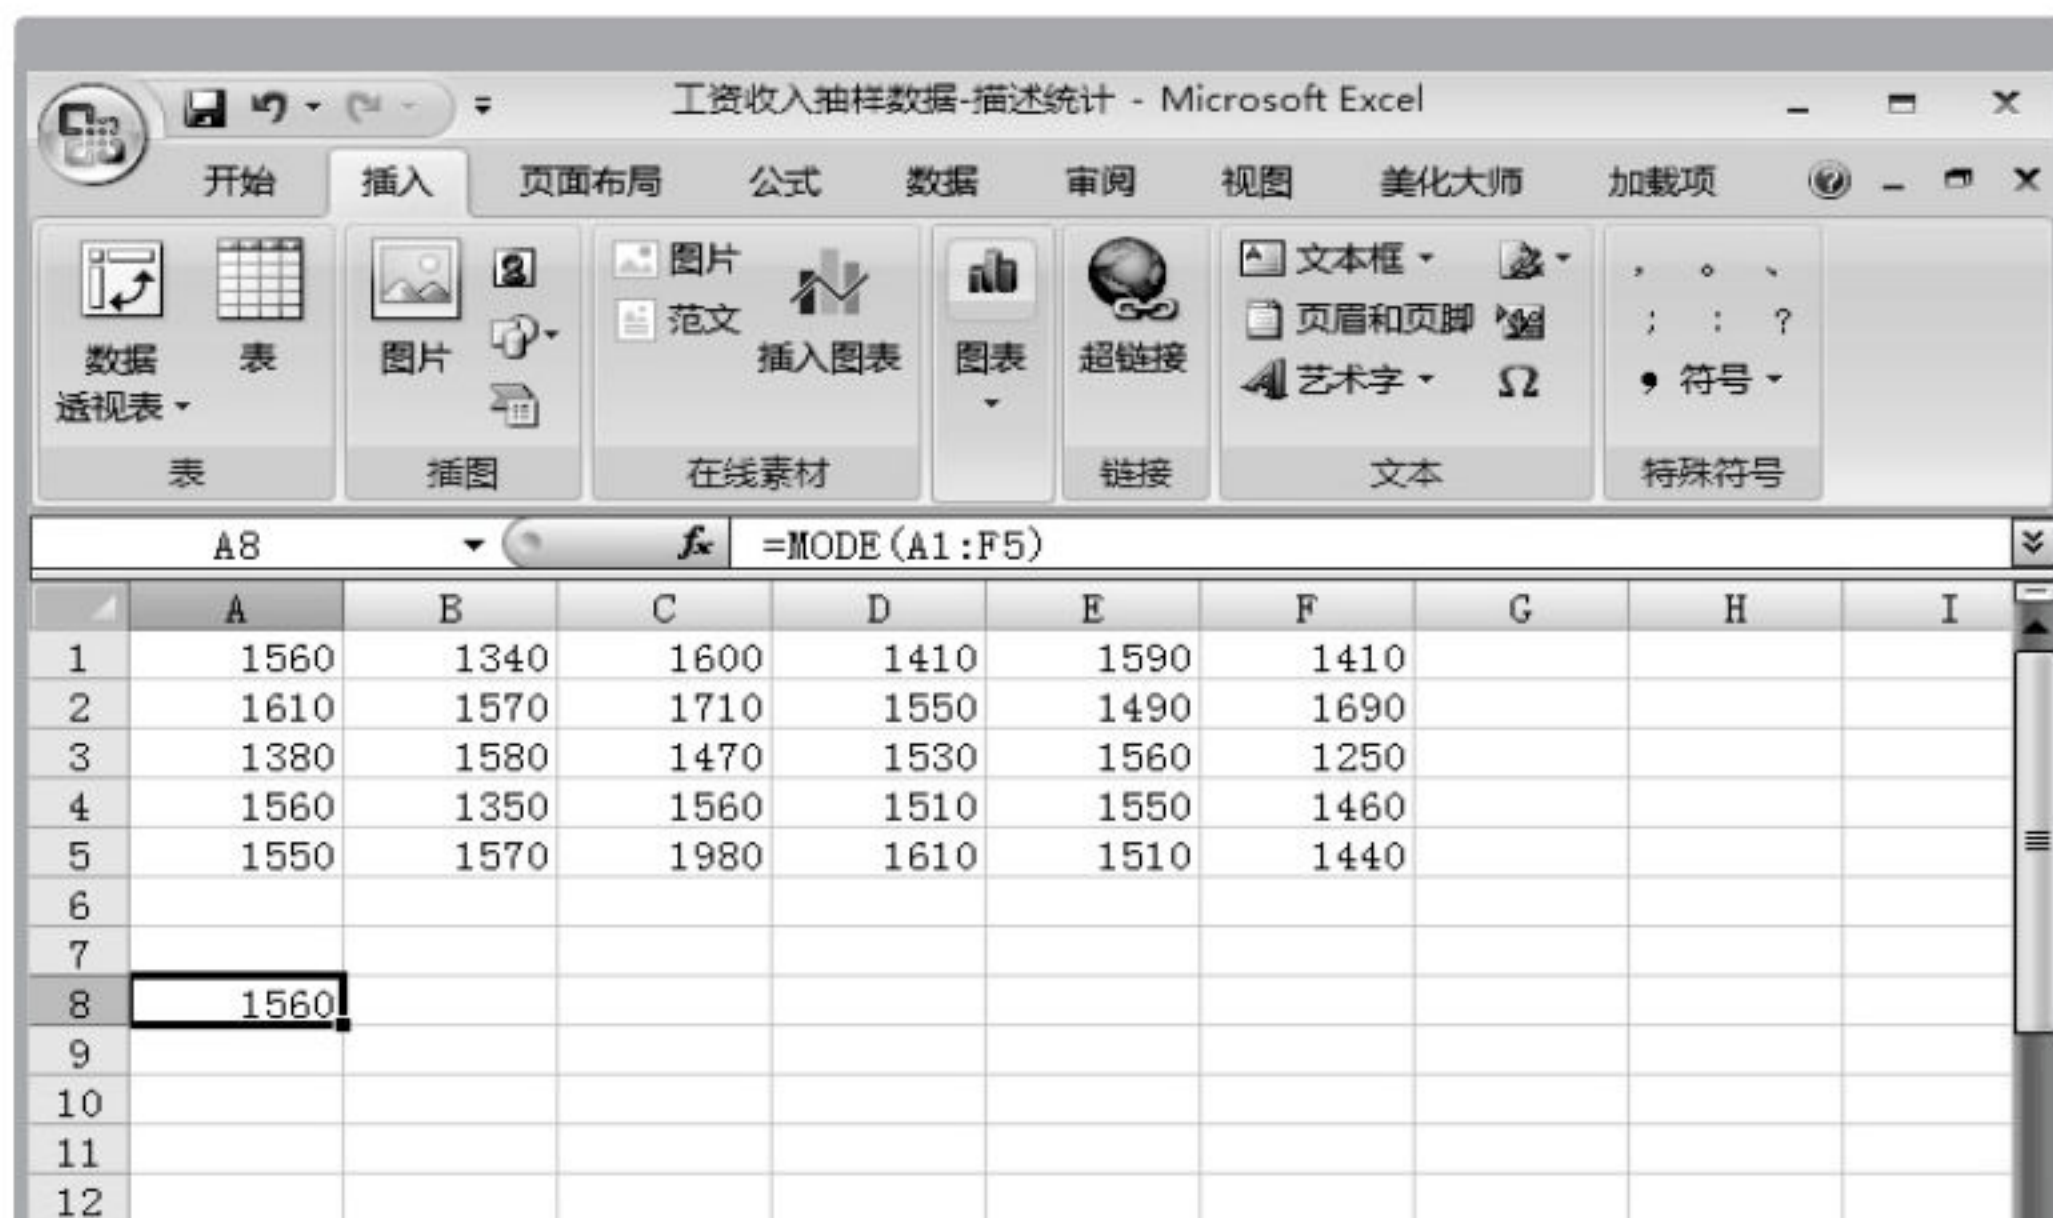 工资收入抽样数据-描述统计 - Microsoft Excel
开始 插入 页面布局 公式 数据 审阅 视图 美化大师 加载项
图片 文本框 , 。 、
范文 页眉和页脚 ; : ?
数据 表 图片 插入图表 图表 超链接 艺术字 Ω 符号
透视表
表 插图 在线素材 链接 文本 特殊符号
A8 fx =MODE(A1:F5)
A B C D E F G H I
1 1560 1340 1600 1410 1590 1410
2 1610 1570 1710 1550 1490 1690
3 1380 1580 1470 1530 1560 1250
4 1560 1350 1560 1510 1550 1460
5 1550 1570 1980 1610 1510 1440
6
7
8 1560
9
10
11
12